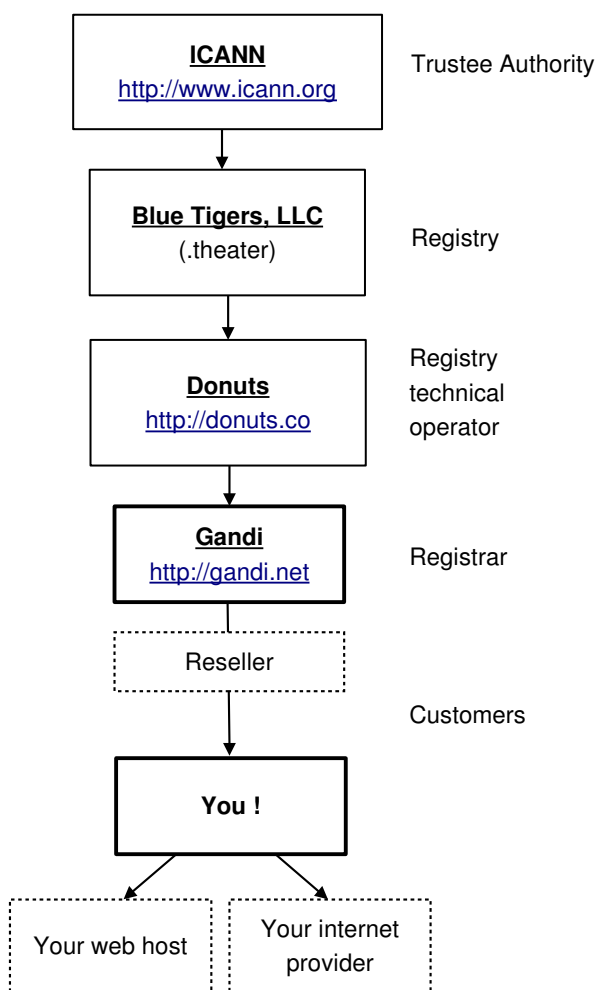 ICANN
http://www.icann.org
Trustee Authority
Blue Tigers, LLC
(.theater)
Registry
Donuts
http://donuts.co
Registry
technical
operator
Gandi
http://gandi.net
Registrar
Reseller
Customers
You !
Your web host
Your internet
provider